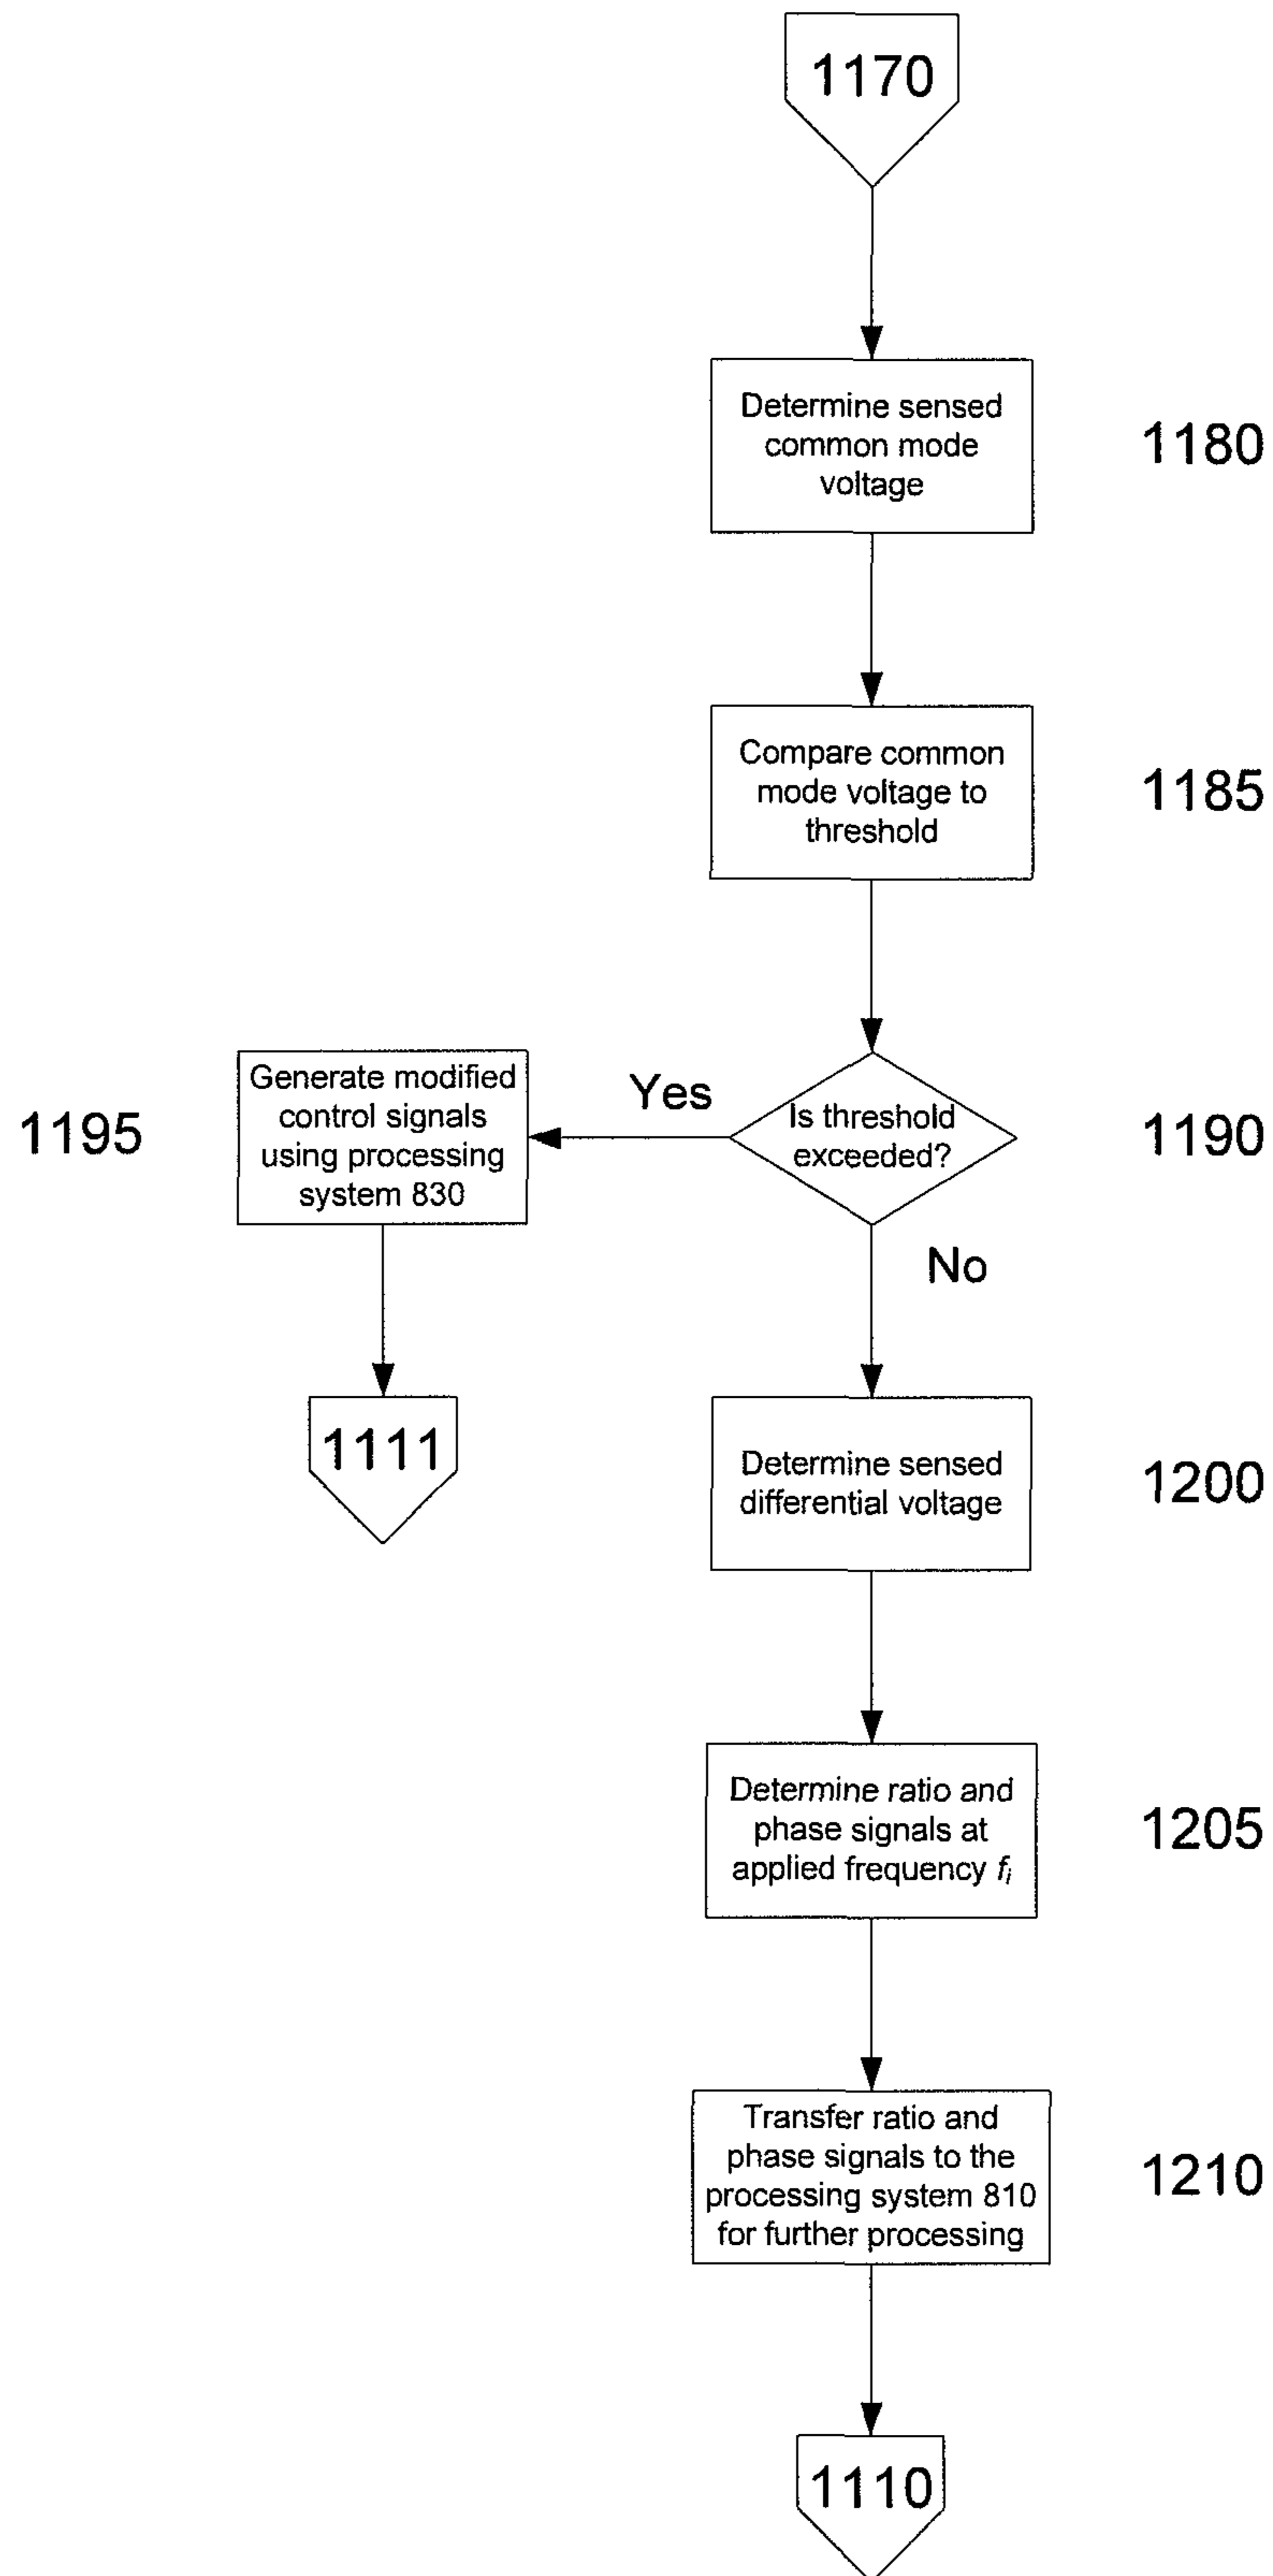 1170
Determine sensed
common mode
voltage
1180
Compare common
mode voltage to
threshold
1185
Is threshold
exceeded?
1190
Yes
Generate modified
control signals
using processing
system 830
1195
1111
No
Determine sensed
differential voltage
1200
Determine ratio and
phase signals at
applied frequency fi
1205
Transfer ratio and
phase signals to the
processing system 810
for further processing
1210
1110